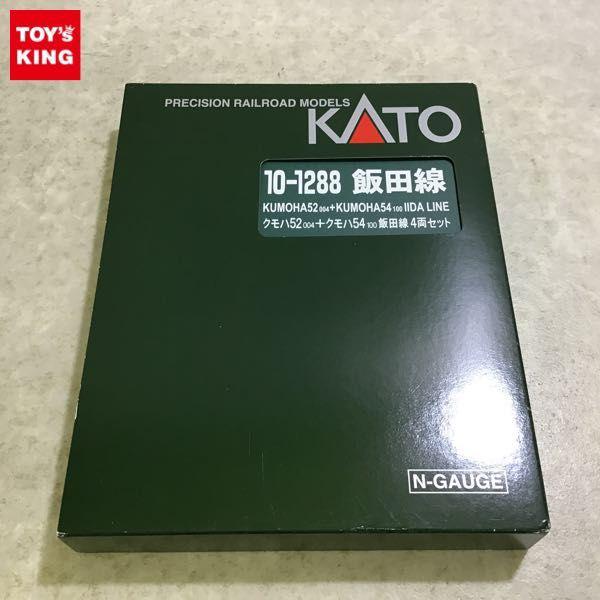 TOY's
KING
PRECISION RAILROAD MODELS
KATO
10-1288 飯田線
KUMOHA52 004+KUMOHA54 100 IIDA LINE
クモハ52 004+クモハ54 100 飯田線 4両セット
N-GAUGE